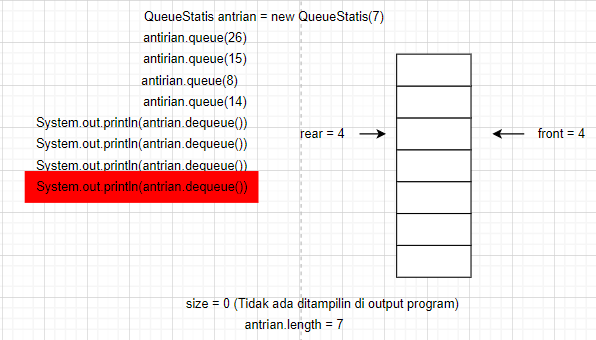 QueueStatis antrian = new QueueStatis(7)
antirian.queue(26)
antirian.queue(15)
antirian.queue(8)
antirian.queue(14)
System.out.println(antrian.dequeue())
System.out.println(antrian.dequeue())
System.out.println(antrian.dequeue())
System.out.println(antrian.dequeue())
rear = 4
front = 4
size = 0 (Tidak ada ditampilin di output program)
antrian.length = 7